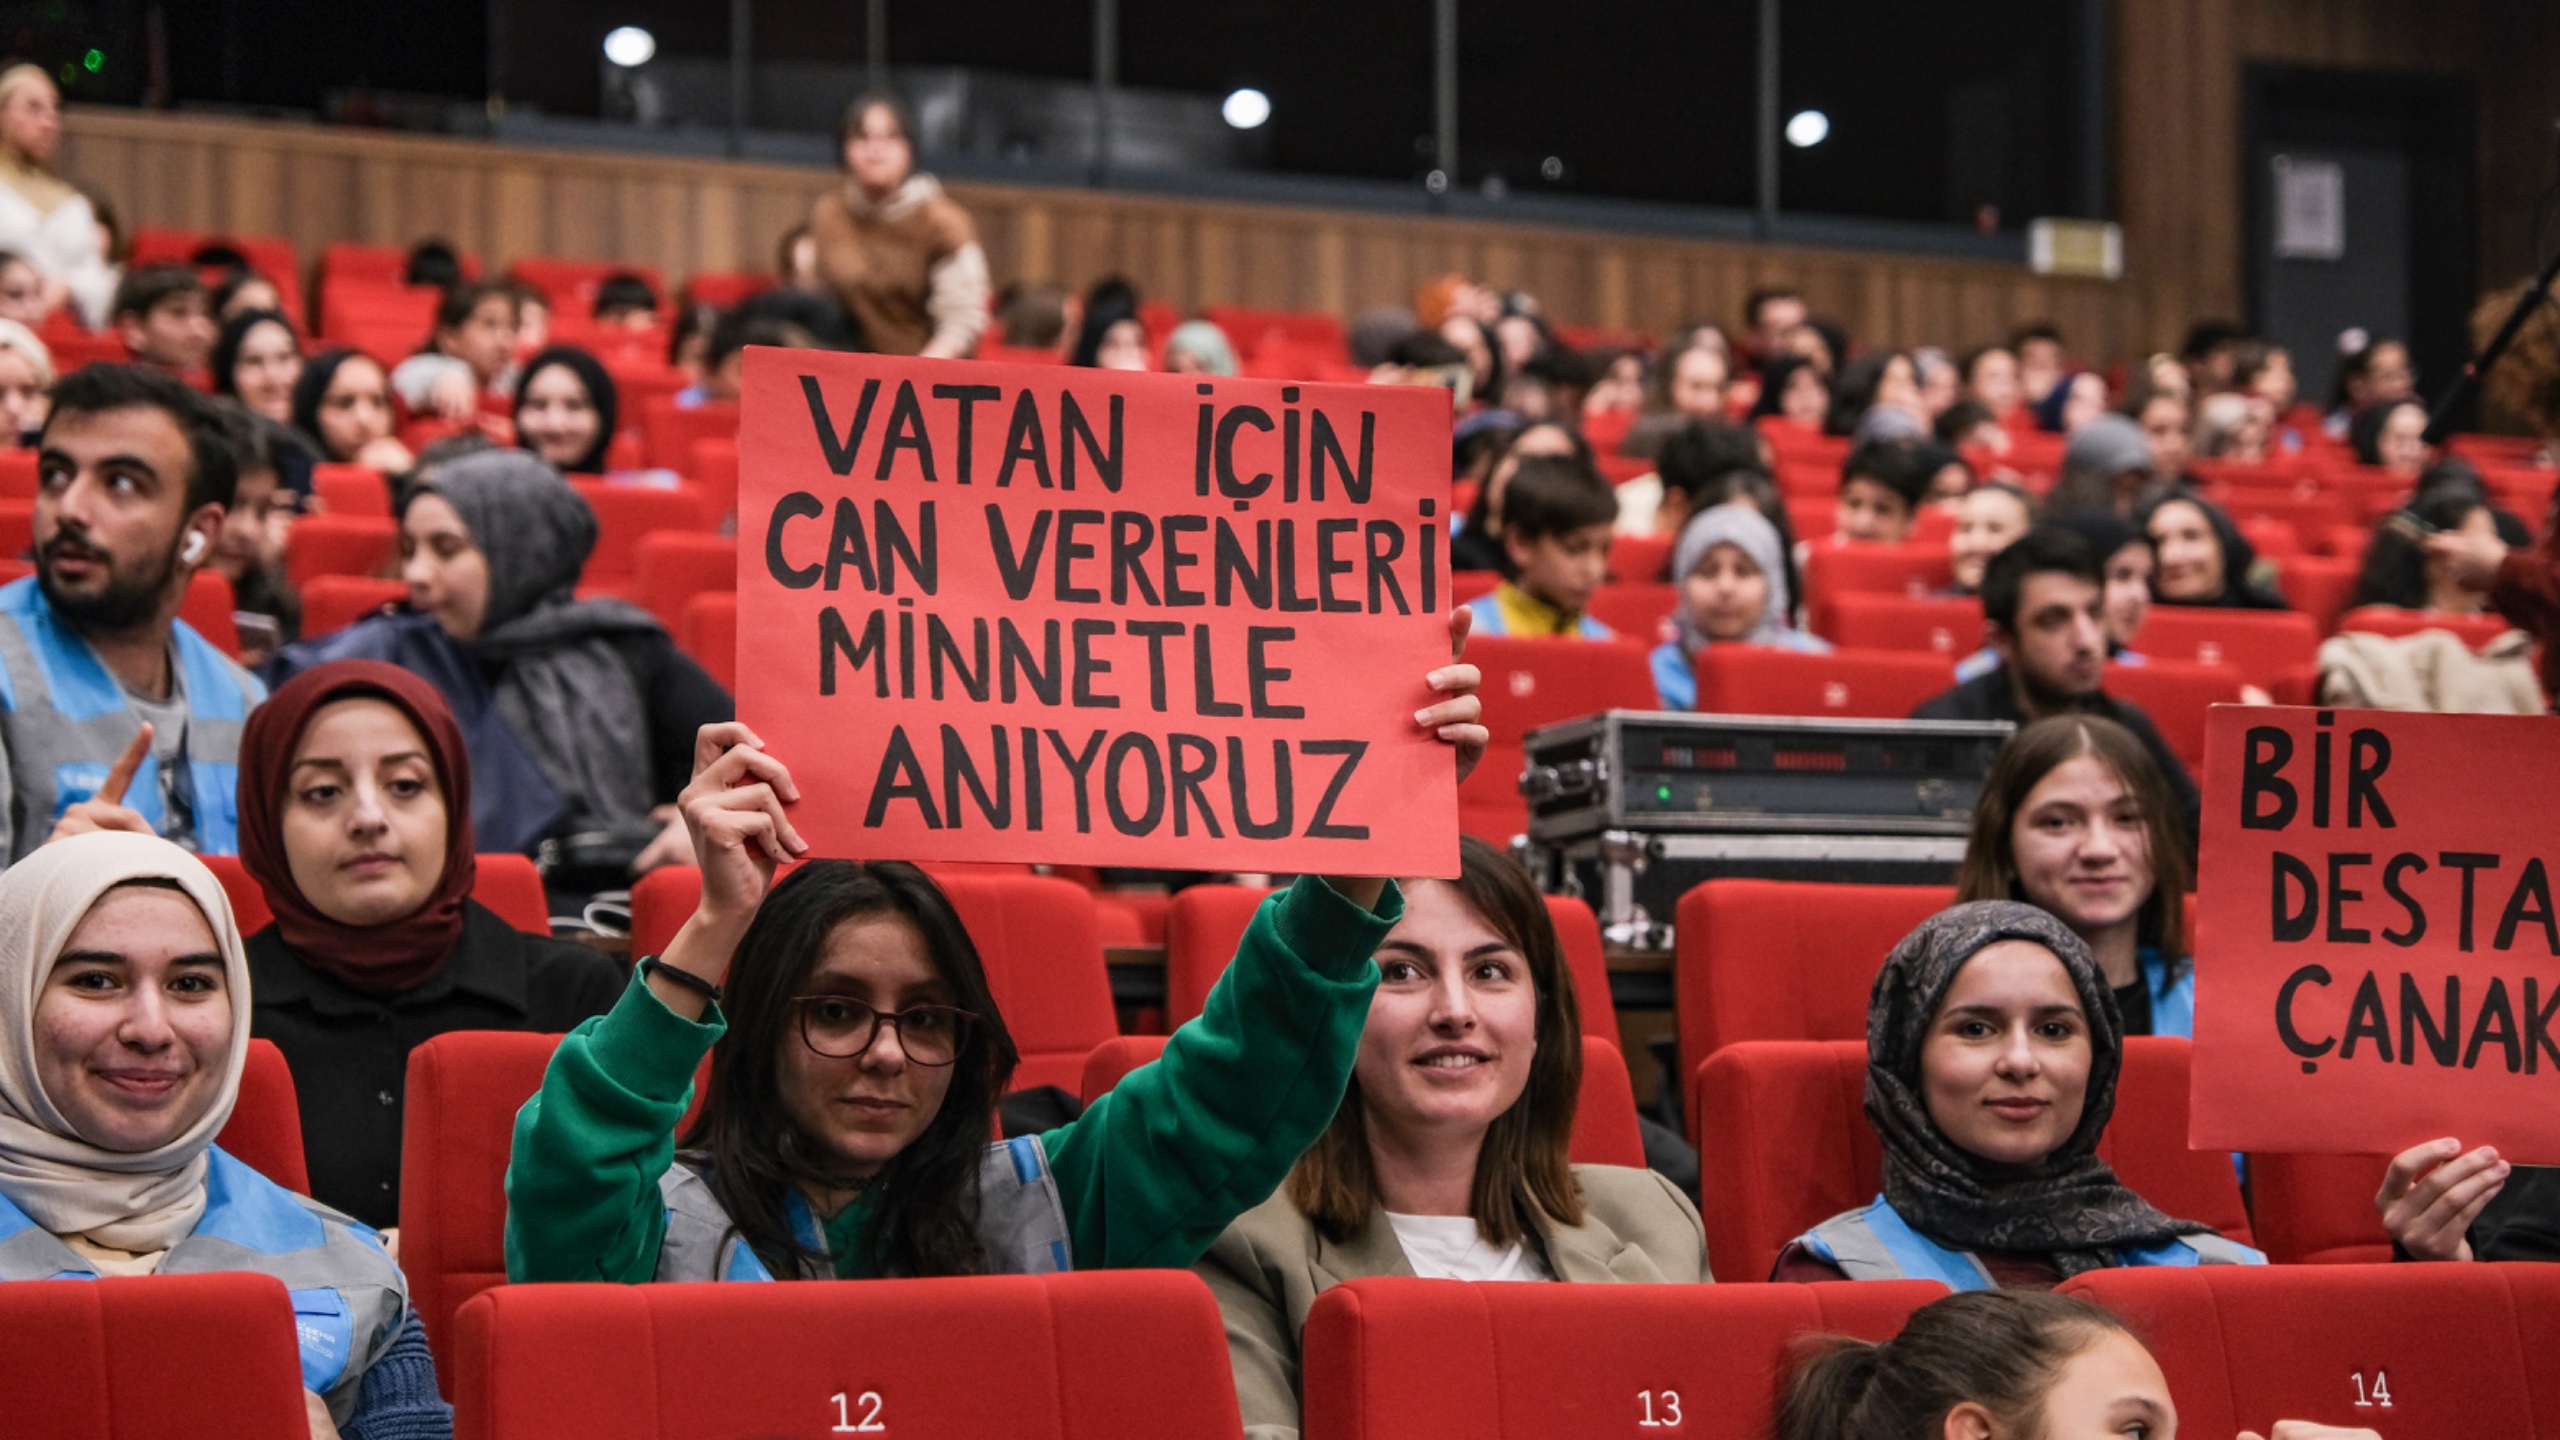 VATAN İÇİN
CAN VERENLERİ
MİNNETLE
ANIYORUZ
BİR
DESTA
ÇANAK
12
13
14